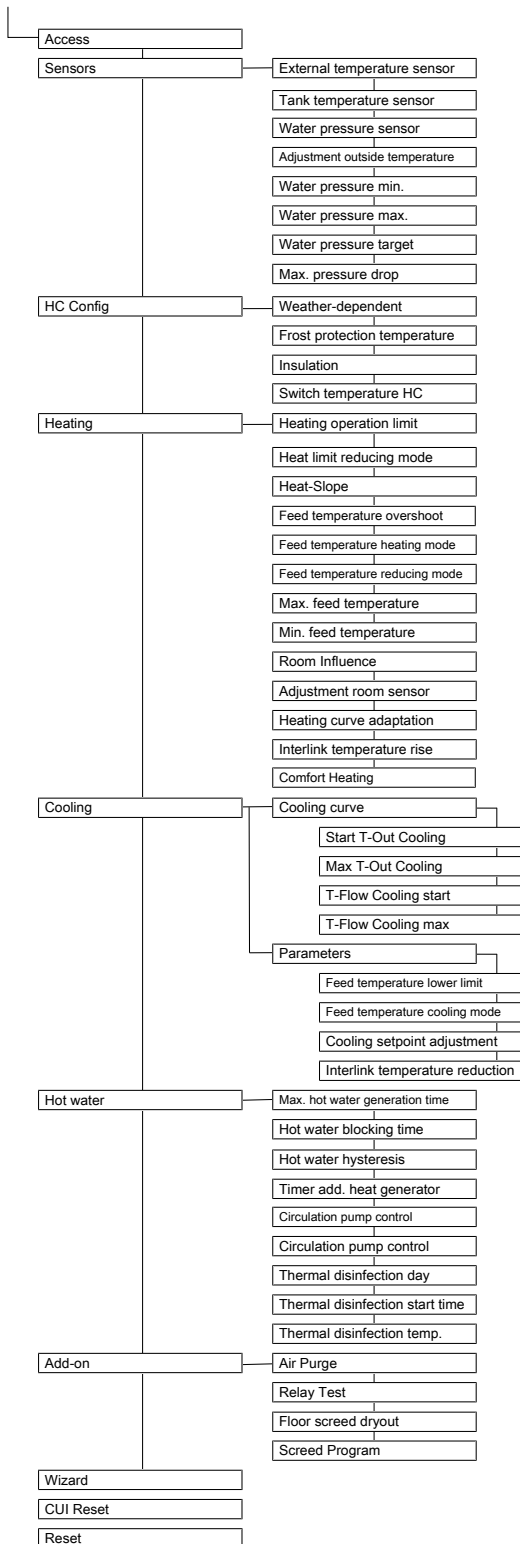 Access
Sensors
External temperature sensor
Tank temperature sensor
Water pressure sensor
Adjustment outside temperature
Water pressure min.
Water pressure max.
Water pressure target
Max. pressure drop
HC Config
Weather-dependent
Frost protection temperature
Insulation
Switch temperature HC
Heating
Heating operation limit
Heat limit reducing mode
Heat-Slope
Feed temperature overshoot
Feed temperature heating mode
Feed temperature reducing mode
Max. feed temperature
Min. feed temperature
Room Influence
Adjustment room sensor
Heating curve adaptation
Interlink temperature rise
Comfort Heating
Cooling
Cooling curve
Start T-Out Cooling
Max T-Out Cooling
T-Flow Cooling start
T-Flow Cooling max
Parameters
Feed temperature lower limit
Feed temperature cooling mode
Cooling setpoint adjustment
Interlink temperature reduction
Hot water
Max. hot water generation time
Hot water blocking time
Hot water hysteresis
Timer add. heat generator
Circulation pump control
Circulation pump control
Thermal disinfection day
Thermal disinfection start time
Thermal disinfection temp.
Add-on
Air Purge
Relay Test
Floor screed dryout
Screed Program
Wizard
CUI Reset
Reset